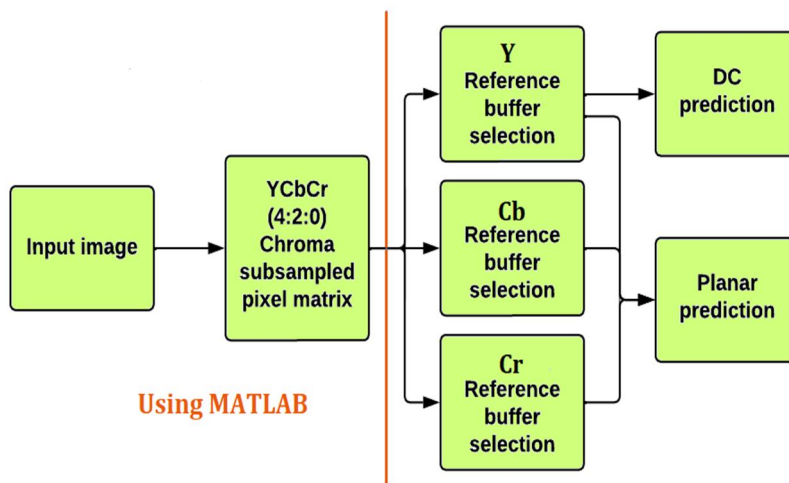 Input image
YCbCr
(4:2:0)
Chroma
subsampled
pixel matrix
Using MATLAB
Y
Reference
buffer
selection
Cb
Reference
buffer
selection
Cr
Reference
buffer
selection
DC
prediction
Planar
prediction